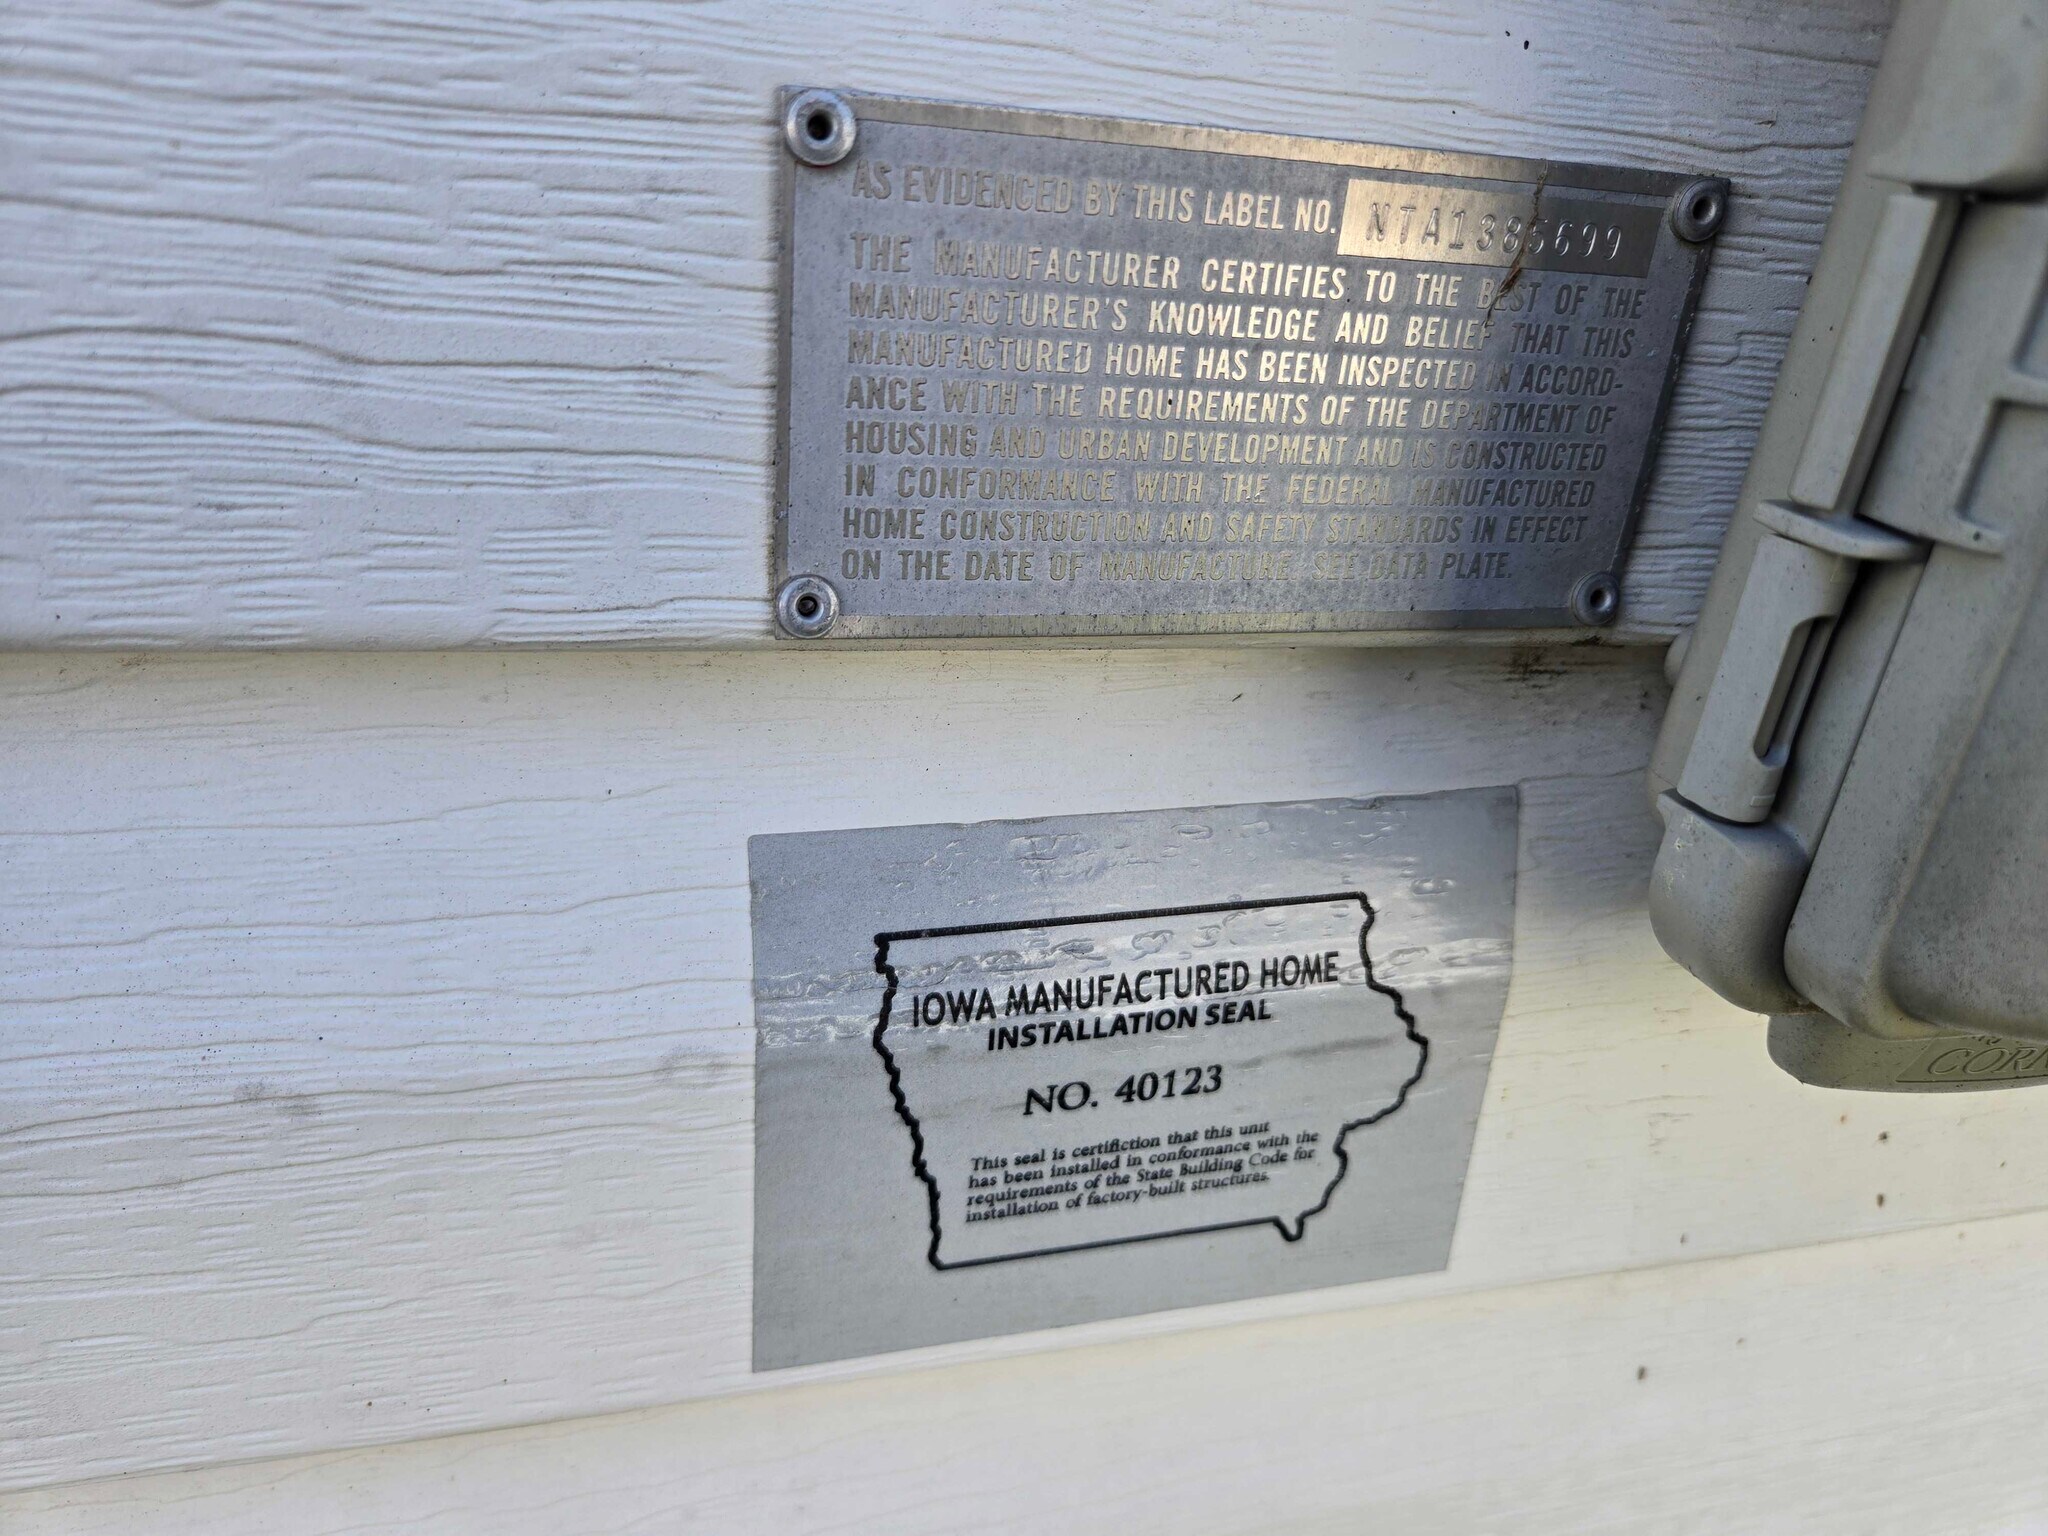 AS EVIDENCED BY THIS LABEL NO. NTA1385699
THE MANUFACTURER CERTIFIES TO THE BEST OF THE
MANUFACTURER'S KNOWLEDGE AND BELIEF THAT THIS
MANUFACTURED HOME HAS BEEN INSPECTED IN ACCORD-
ANCE WITH THE REQUIREMENTS OF THE DEPARTMENT OF
HOUSING AND URBAN DEVELOPMENT AND IS CONSTRUCTED
IN CONFORMANCE WITH THE FEDERAL MANUFACTURED
HOME CONSTRUCTION AND SAFETY STANDARDS IN EFFECT
ON THE DATE OF MANUFACTURE. SEE DATA PLATE.
IOWA MANUFACTURED HOME
INSTALLATION SEAL
NO. 40123
This seal is certifiction that this unit
has been installed in conformance with the
requirements of the State Building Code for
installation of factory-built structures.